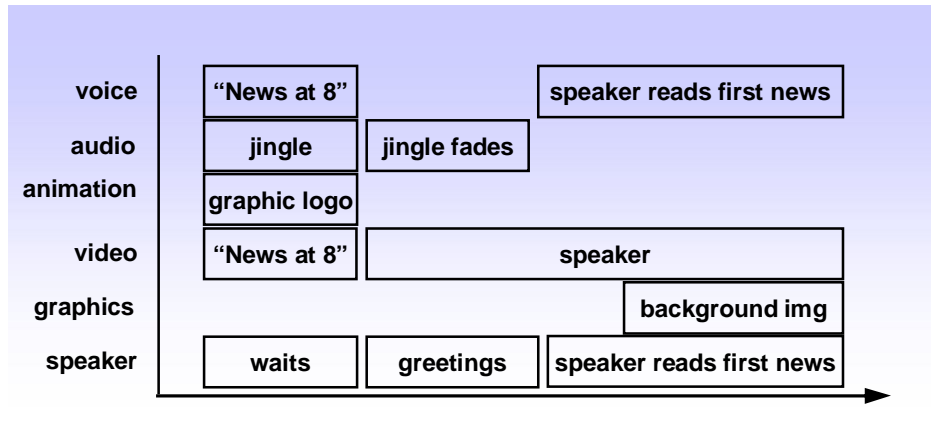 voice “News at 8” speaker reads first news
audio jingle jingle fades
animation graphic logo
video “News at 8” speaker
graphics background img
speaker waits greetings speaker reads first news